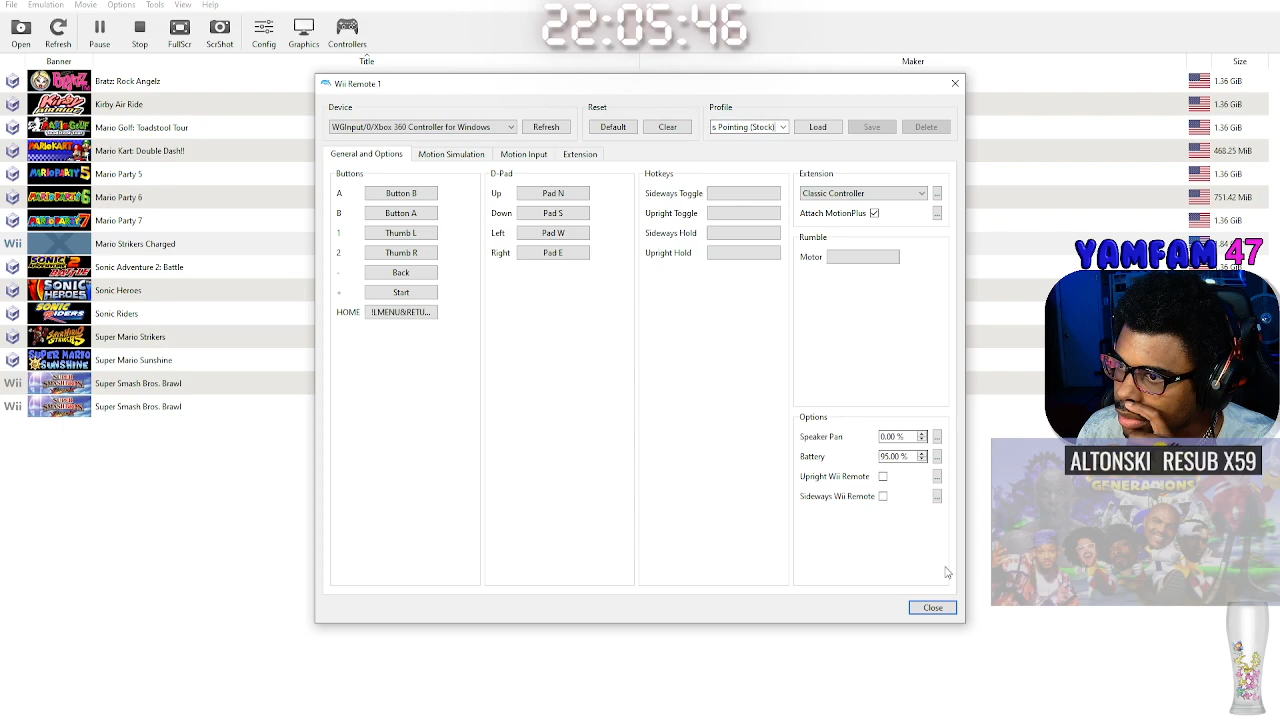 File Emulation Movie Options Tools View Help
22:05:46
Open Refresh Pause Stop FullScr ScrShot Config Graphics Controllers
Banner Title Maker Size
Bratz: Rock Angelz 1.36 GiB
Kirby Air Ride 1.36 GiB
Mario Golf: Toadstool Tour 1.36 GiB
Mario Kart: Double Dash!! 468.25 MiB
Mario Party 5 1.36 GiB
Mario Party 6 751.42 MiB
Mario Party 7 1.36 GiB
Wii Mario Strikers Charged
Sonic Adventure 2: Battle
Sonic Heroes
Sonic Riders
Super Mario Strikers
Super Mario Sunshine
Wii Super Smash Bros. Brawl
Wii Super Smash Bros. Brawl
Wii Remote 1
Device Reset Profile
WGInput/0/Xbox 360 Controller for Windows Refresh Default Clear s Pointing (Stock) Load Save Delete
General and Options Motion Simulation Motion Input Extension
Buttons
A Button B
B Button A
1 Thumb L
2 Thumb R
- Back
+ Start
HOME !LMENU&RETU...
D-Pad
Up Pad N
Down Pad S
Left Pad W
Right Pad E
Hotkeys
Sideways Toggle
Upright Toggle
Sideways Hold
Upright Hold
Extension
Classic Controller ...
Attach MotionPlus ...
Rumble
Motor
Options
Speaker Pan 0.00 % ...
Battery 95.00 % ...
Upright Wii Remote ...
Sideways Wii Remote ...
Close
YAMFAM 47
ALTONSKI RESUB X59
GENERATIONS